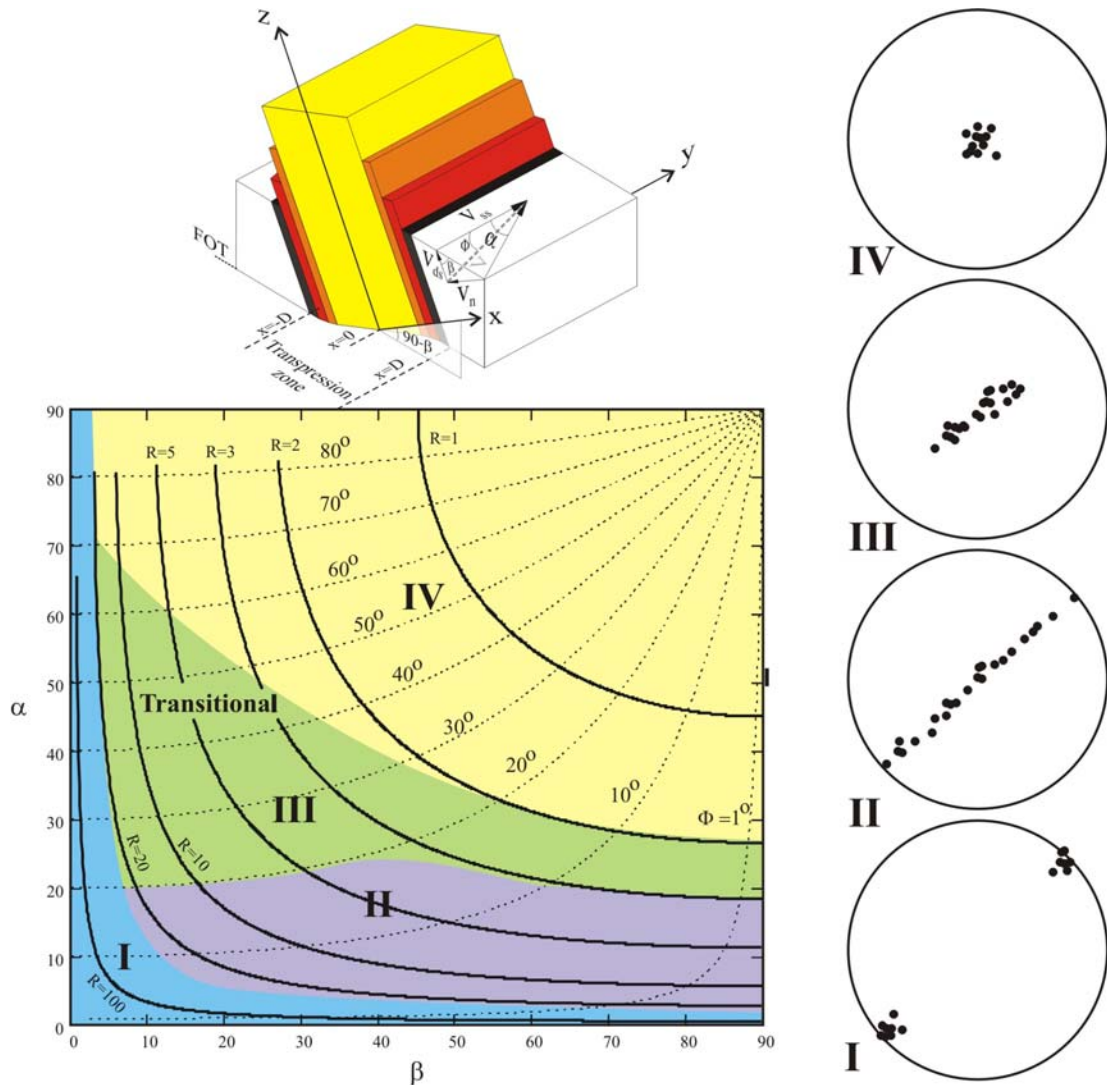 z
y
x
FOT
V ss
Φ
α
V ds
β
V n
90-β
x=-D
x=0
x=D
Transpression
zone
IV
III
II
I
90
80
70
60
50
40
30
20
10
0
α
0 10 20 30 40 50 60 70 80 90
β
R=5
R=3
R=2
R=1
80°
70°
60°
50°
40°
30°
20°
10°
Φ =1°
IV
Transitional
III
II
I
R=20
R=10
R=100